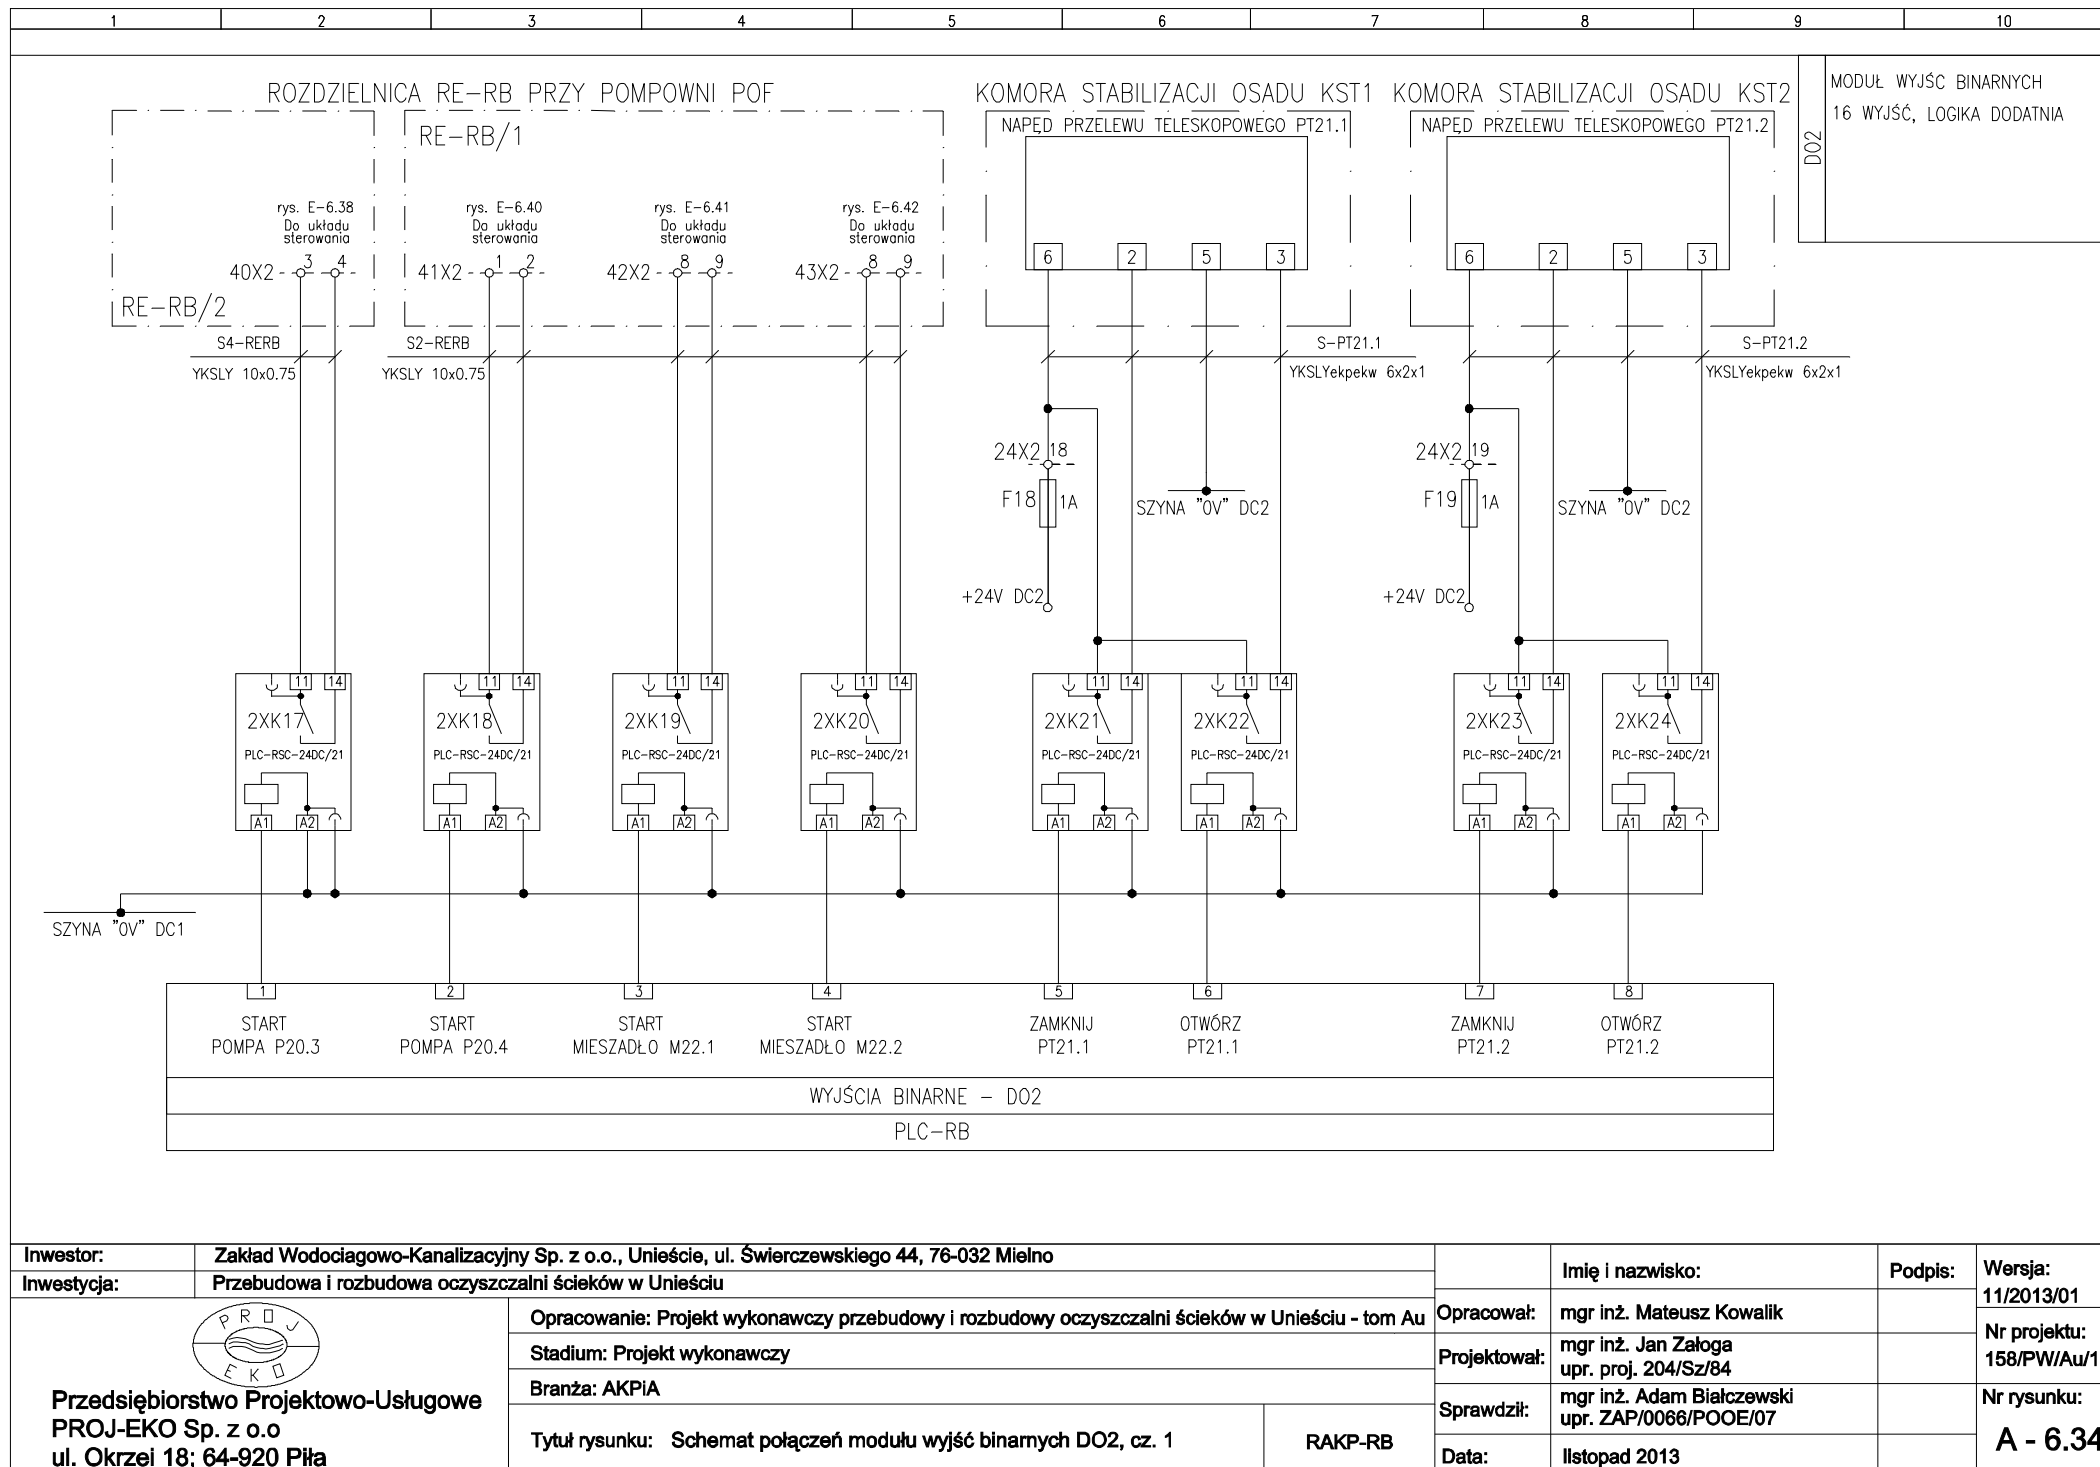 1 2 3 4 5 6 7 8 9 10
ROZDZIELNICA RE-RB PRZY POMPOWNI POF
KOMORA STABILIZACJI OSADU KST1
KOMORA STABILIZACJI OSADU KST2
MODUŁ WYJŚC BINARNYCH
16 WYJŚĆ, LOGIKA DODATNIA
DO2
RE-RB/1
NAPĘD PRZELEWU TELESKOPOWEGO PT21.1
NAPĘD PRZELEWU TELESKOPOWEGO PT21.2
rys. E-6.38
Do układu
sterowania
rys. E-6.40
Do układu
sterowania
rys. E-6.41
Do układu
sterowania
rys. E-6.42
Do układu
sterowania
40X2 3 4
41X2 1 2
42X2 8 9
43X2 8 9
6 2 5 3
6 2 5 3
RE-RB/2
S4-RERB
YKSLY 10x0.75
S2-RERB
YKSLY 10x0.75
S-PT21.1
YKSLYekpekw 6x2x1
S-PT21.2
YKSLYekpekw 6x2x1
24X2 18
F18 1A
SZYNA "0V" DC2
+24V DC2
24X2 19
F19 1A
SZYNA "0V" DC2
+24V DC2
11 14 11 14 11 14 11 14 11 14 11 14 11 14 11 14
2XK17 2XK18 2XK19 2XK20 2XK21 2XK22 2XK23 2XK24
PLC-RSC-24DC/21 PLC-RSC-24DC/21 PLC-RSC-24DC/21 PLC-RSC-24DC/21 PLC-RSC-24DC/21 PLC-RSC-24DC/21 PLC-RSC-24DC/21 PLC-RSC-24DC/21
A1 A2 A1 A2 A1 A2 A1 A2 A1 A2 A1 A2 A1 A2 A1 A2
SZYNA "0V" DC1
1 2 3 4 5 6 7 8
START
POMPA P20.3
START
POMPA P20.4
START
MIESZADŁO M22.1
START
MIESZADŁO M22.2
ZAMKNIJ
PT21.1
OTWÓRZ
PT21.1
ZAMKNIJ
PT21.2
OTWÓRZ
PT21.2
WYJŚCIA BINARNE - DO2
PLC-RB
Inwestor: Zakład Wodociagowo-Kanalizacyjny Sp. z o.o., Unieście, ul. Świerczewskiego 44, 76-032 Mielno
Inwestycja: Przebudowa i rozbudowa oczyszczalni ścieków w Unieściu
PROJ
EKO
Przedsiębiorstwo Projektowo-Usługowe
PROJ-EKO Sp. z o.o
ul. Okrzei 18; 64-920 Piła
Opracowanie: Projekt wykonawczy przebudowy i rozbudowy oczyszczalni ścieków w Unieściu - tom Au
Stadium: Projekt wykonawczy
Branża: AKPiA
Tytuł rysunku: Schemat połączeń modułu wyjść binarnych DO2, cz. 1
RAKP-RB
Imię i nazwisko: Podpis:
Opracował: mgr inż. Mateusz Kowalik
Projektował: mgr inż. Jan Załoga
upr. proj. 204/Sz/84
Sprawdził: mgr inż. Adam Białczewski
upr. ZAP/0066/POOE/07
Data: listopad 2013
Wersja:
11/2013/01
Nr projektu:
158/PW/Au/1
Nr rysunku:
A - 6.34